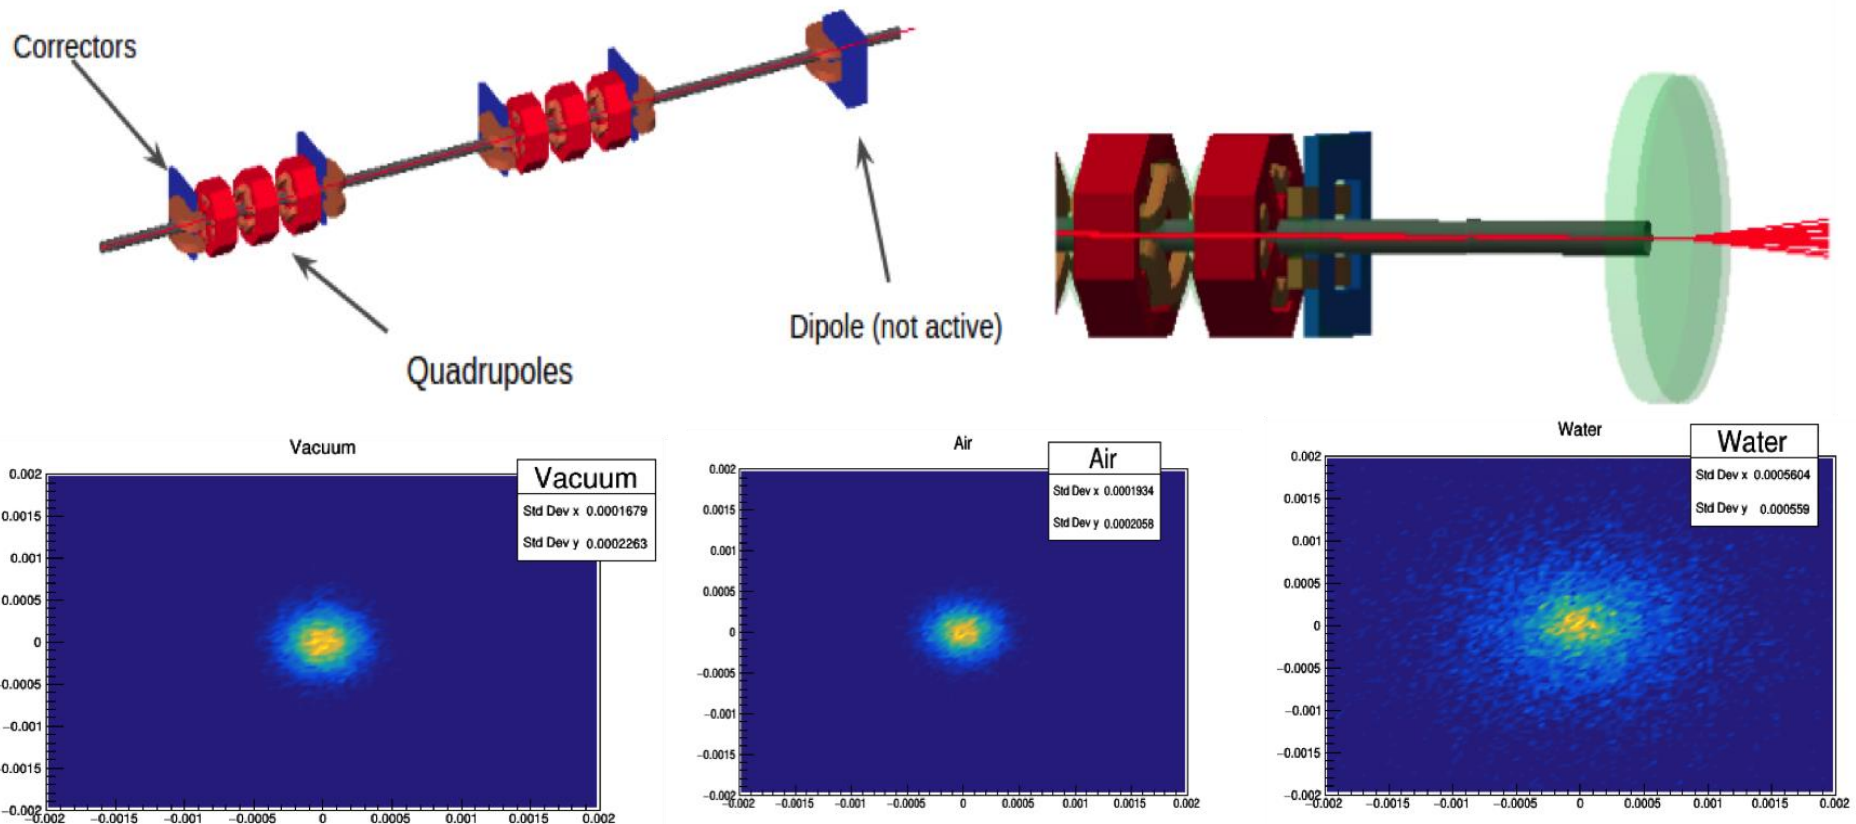 Correctors
Quadrupoles
Dipole (not active)
Vacuum
Vacuum
Std Dev x 0.0001679
Std Dev y 0.0002263
0.002
0.0015
0.001
0.0005
0
-0.0005
-0.001
-0.0015
-0.002
-0.002 -0.0015 -0.001 -0.0005 0 0.0005 0.001 0.0015 0.002
Air
Air
Std Dev x 0.0001934
Std Dev y 0.0002058
0.002
0.0015
0.001
0.0005
0
-0.0005
-0.001
-0.0015
-0.002
-0.002 -0.0015 -0.001 -0.0005 0 0.0005 0.001 0.0015 0.002
Water
Water
Std Dev x 0.0005604
Std Dev y 0.000559
0.002
0.0015
0.001
0.0005
0
-0.0005
-0.001
-0.0015
-0.002
-0.002 -0.0015 -0.001 -0.0005 0 0.0005 0.001 0.0015 0.002